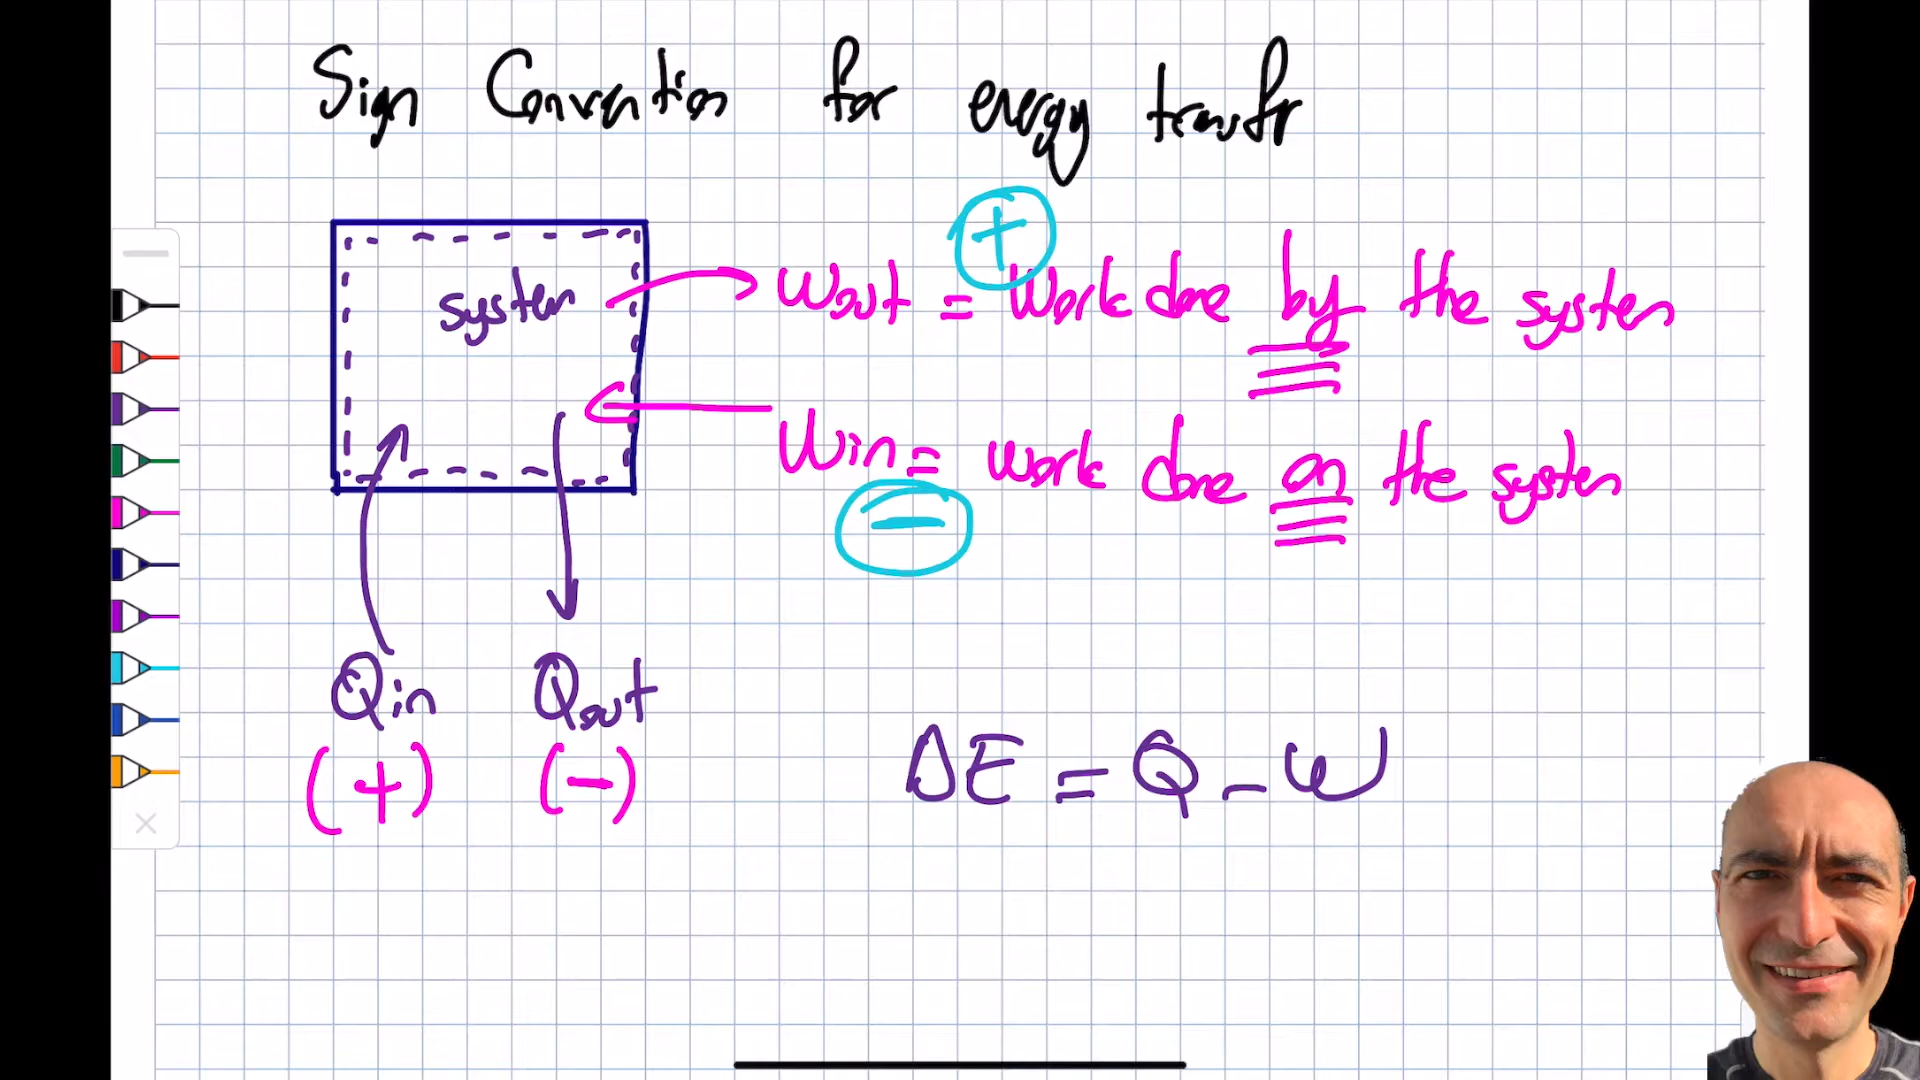 Sign Convention for energy transfr
system
+
Wout = Work done by the system
Win = work done on the system
−
Qin Qout
(+) (−)
ΔE = Q − W